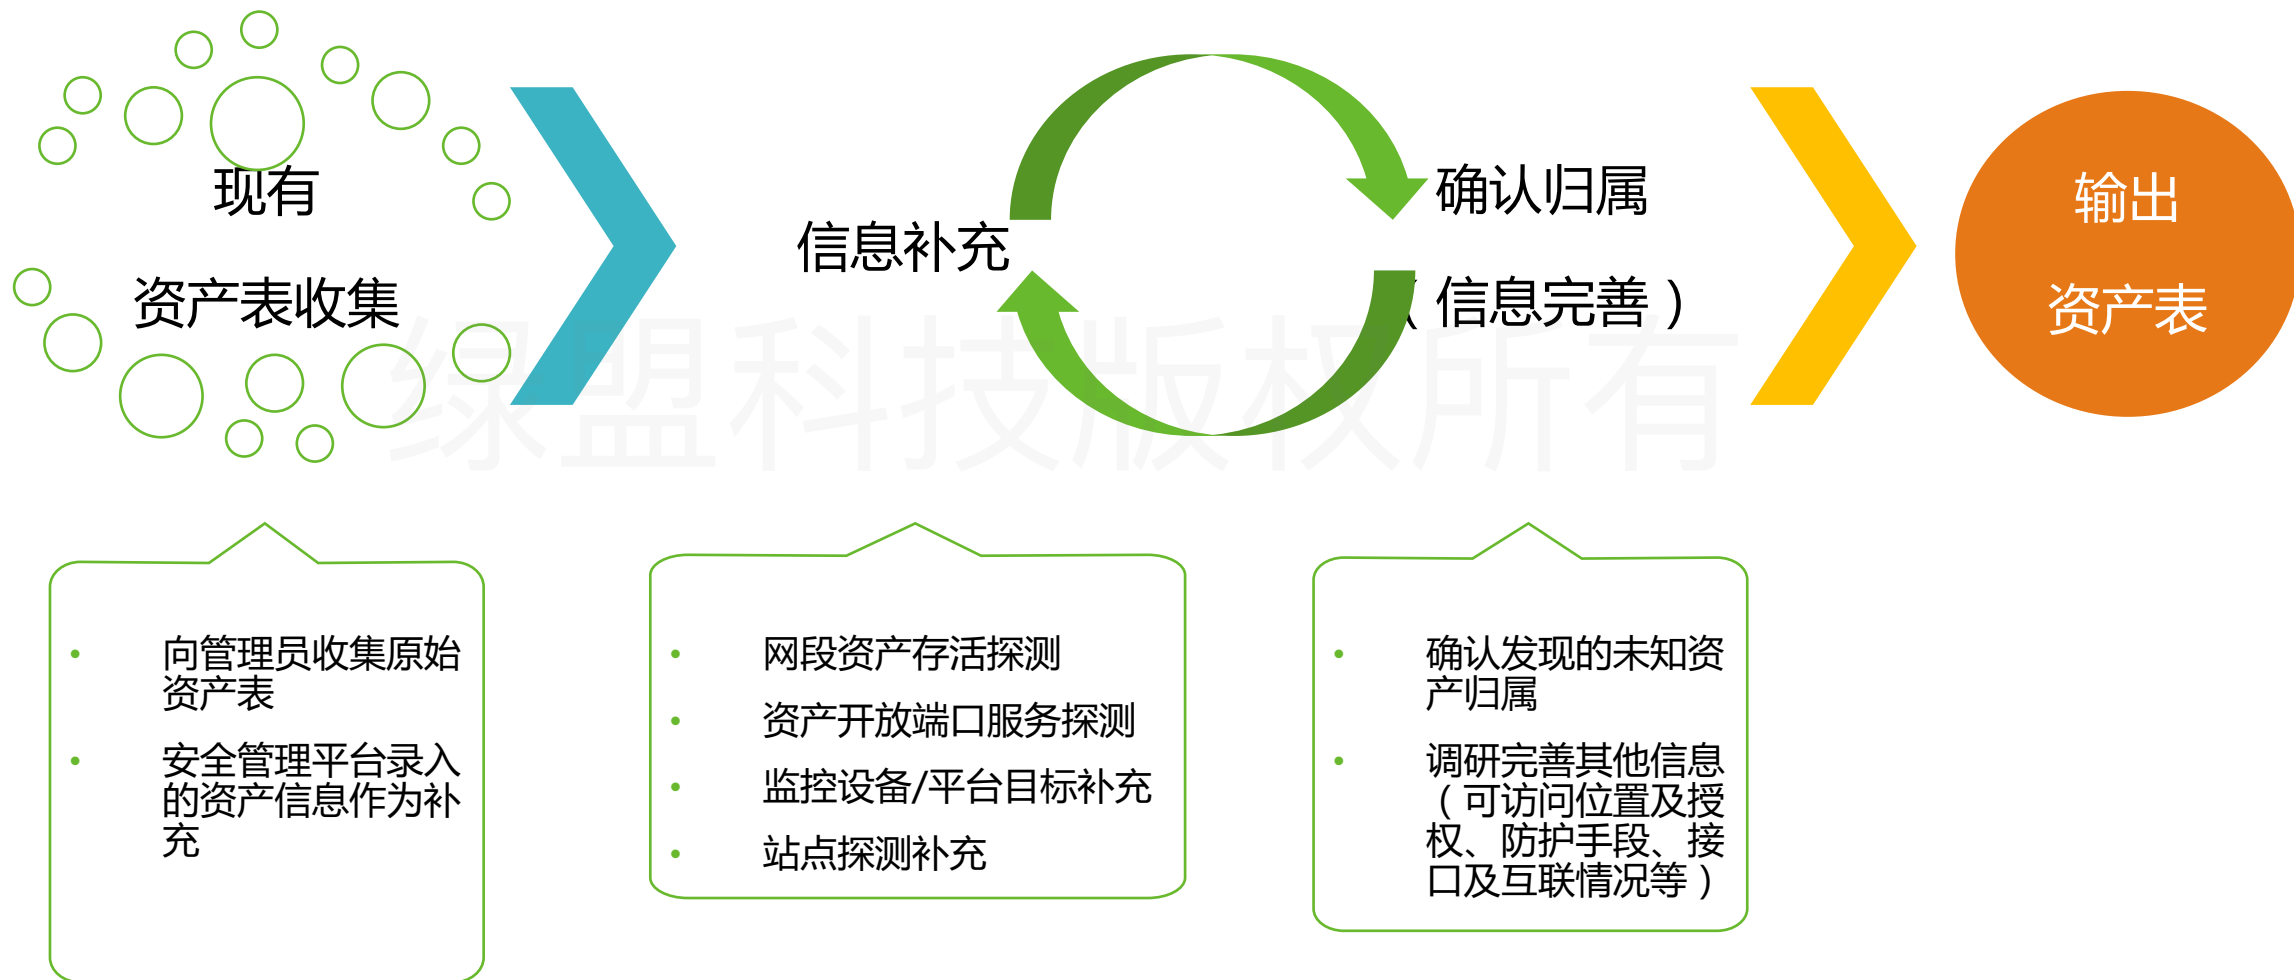 现有
资产表收集
信息补充
确认归属
（信息完善）
输出
资产表
绿盟科技版权所有
• 向管理员收集原始
资产表
• 安全管理平台录入
的资产信息作为补
充
• 网段资产存活探测
• 资产开放端口服务探测
• 监控设备/平台目标补充
• 站点探测补充
• 确认发现的未知资
产归属
• 调研完善其他信息
（可访问位置及授
权、防护手段、接
口及互联情况等）